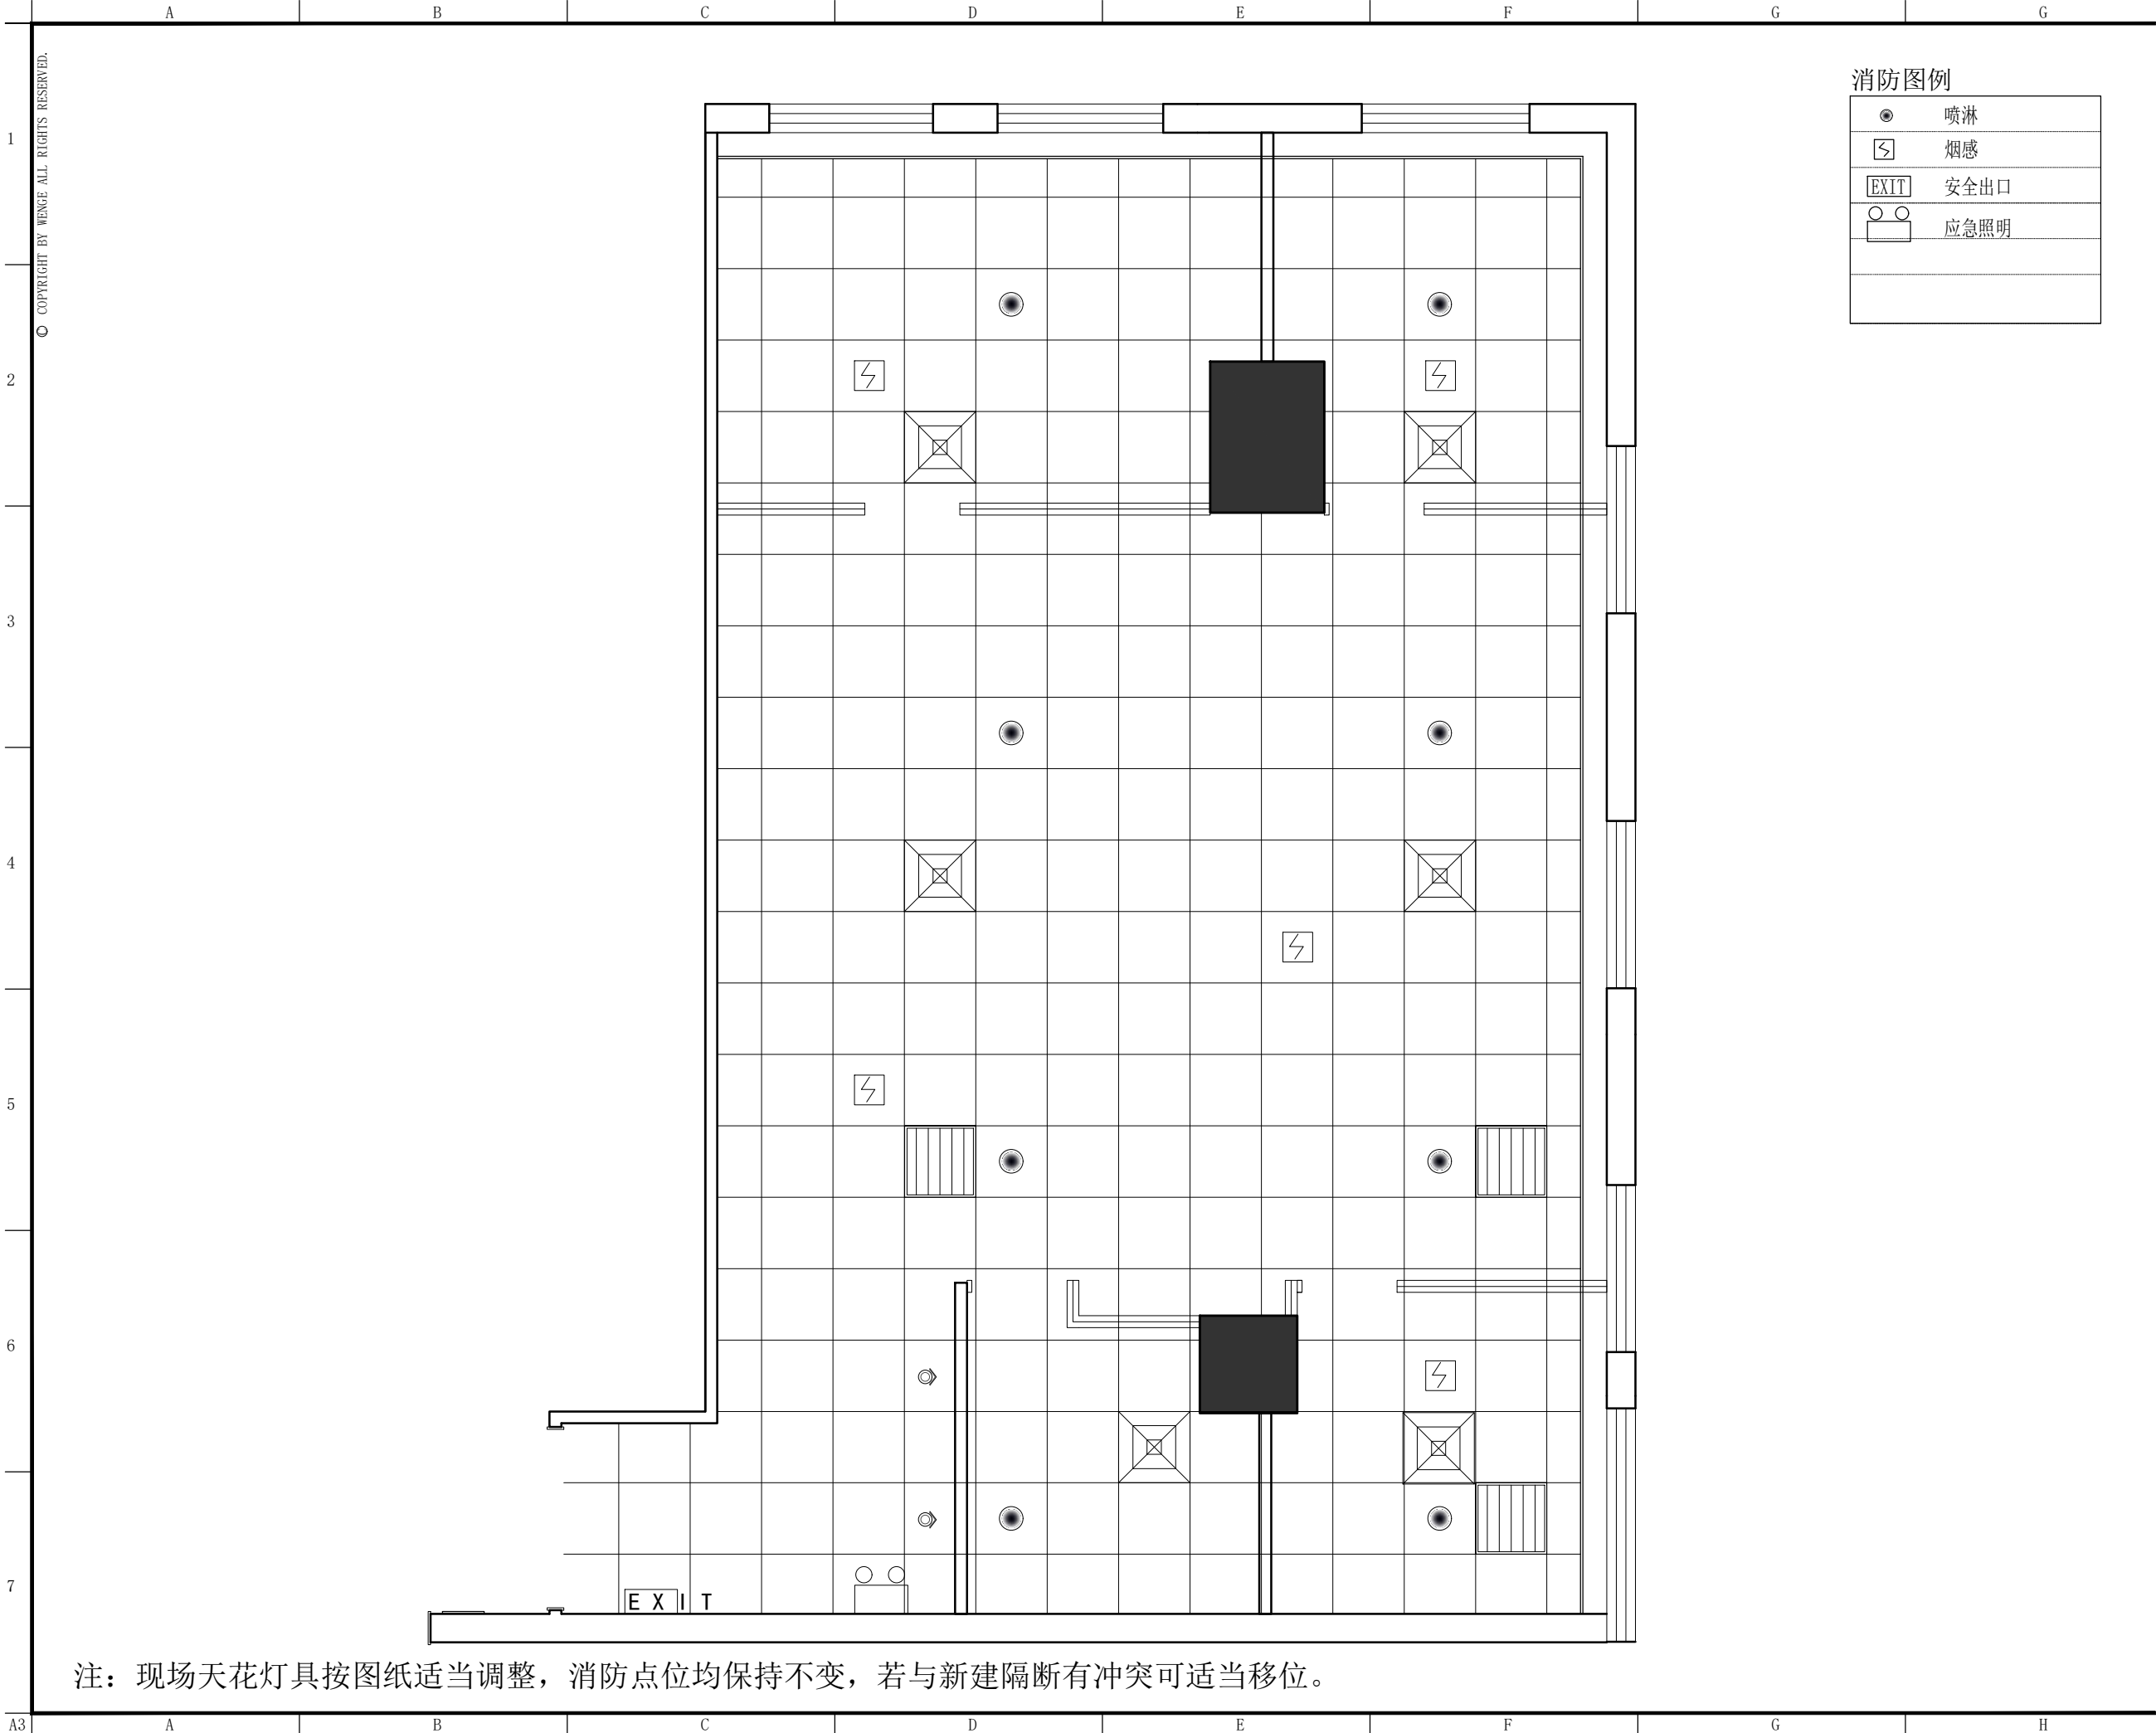 A B C D E F G G
© COPYRIGHT BY WENGE ALL RIGHTS RESERVED.
消防图例
喷淋
烟感
EXIT 安全出口
应急照明
1
2
3
4
5
6
7
EXIT
注：现场天花灯具按图纸适当调整，消防点位均保持不变，若与新建隔断有冲突可适当移位。
A3 A B C D E F G H